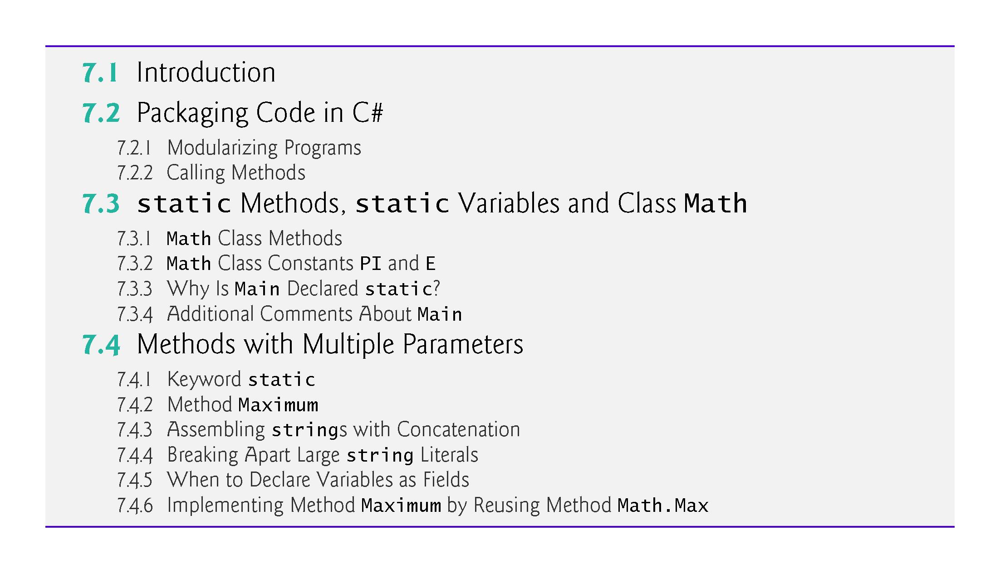 7.1 Introduction
7.2 Packaging Code in C#
7.2.1 Modularizing Programs
7.2.2 Calling Methods
7.3 static Methods, static Variables and Class Math
7.3.1 Math Class Methods
7.3.2 Math Class Constants PI and E
7.3.3 Why Is Main Declared static?
7.3.4 Additional Comments About Main
7.4 Methods with Multiple Parameters
7.4.1 Keyword static
7.4.2 Method Maximum
7.4.3 Assembling strings with Concatenation
7.4.4 Breaking Apart Large string Literals
7.4.5 When to Declare Variables as Fields
7.4.6 Implementing Method Maximum by Reusing Method Math.Max